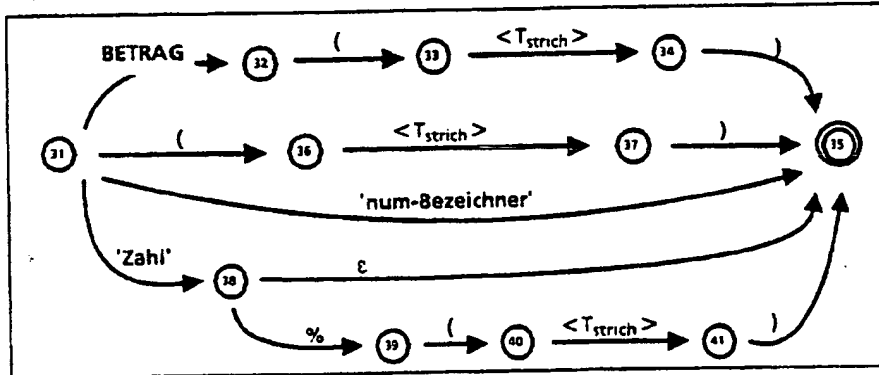 BETRAG 32 ( 33 <T_strich> 34 )
31 ( 36 <T_strich> 37 ) 35
'num-Bezeichner'
'Zahl' 38 ε
% 39 ( 40 <T_strich> 41 )